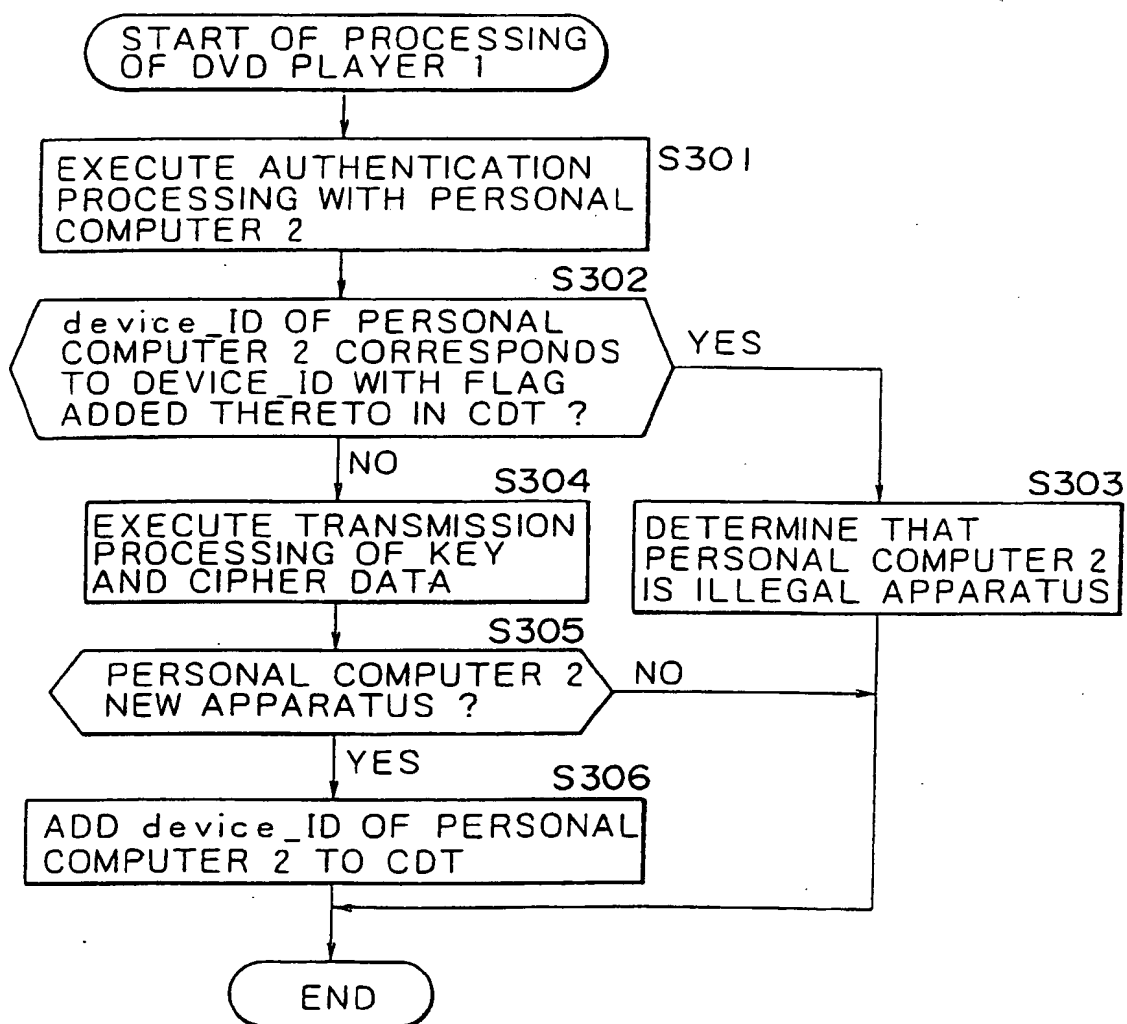 START OF PROCESSING
OF DVD PLAYER 1
EXECUTE AUTHENTICATION
PROCESSING WITH PERSONAL
COMPUTER 2
S301
S302
device_ID OF PERSONAL
COMPUTER 2 CORRESPONDS
TO DEVICE_ID WITH FLAG
ADDED THERETO IN CDT ?
YES
NO
S304
EXECUTE TRANSMISSION
PROCESSING OF KEY
AND CIPHER DATA
S303
DETERMINE THAT
PERSONAL COMPUTER 2
IS ILLEGAL APPARATUS
S305
PERSONAL COMPUTER 2
NEW APPARATUS ?
NO
YES
S306
ADD device_ID OF PERSONAL
COMPUTER 2 TO CDT
END